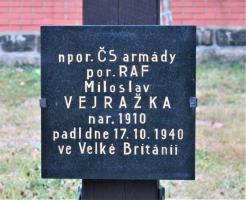 npor. ČS armády
por. RAF
Miloslav
VEJRAŽKA
nar. 1910
padl dne 17. 10. 1940
ve Velké Británii